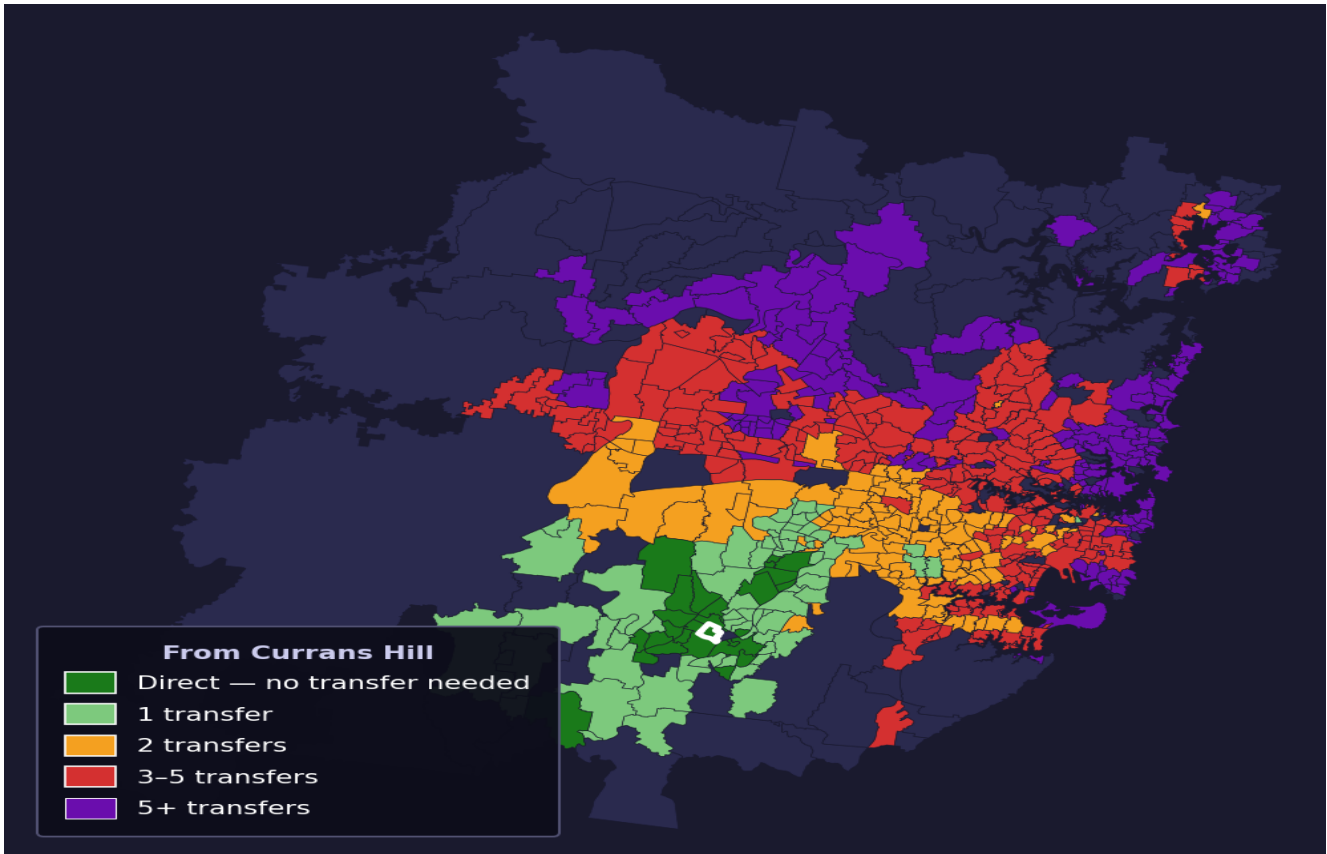 From Currans Hill
Direct — no transfer needed
1 transfer
2 transfers
3–5 transfers
5+ transfers